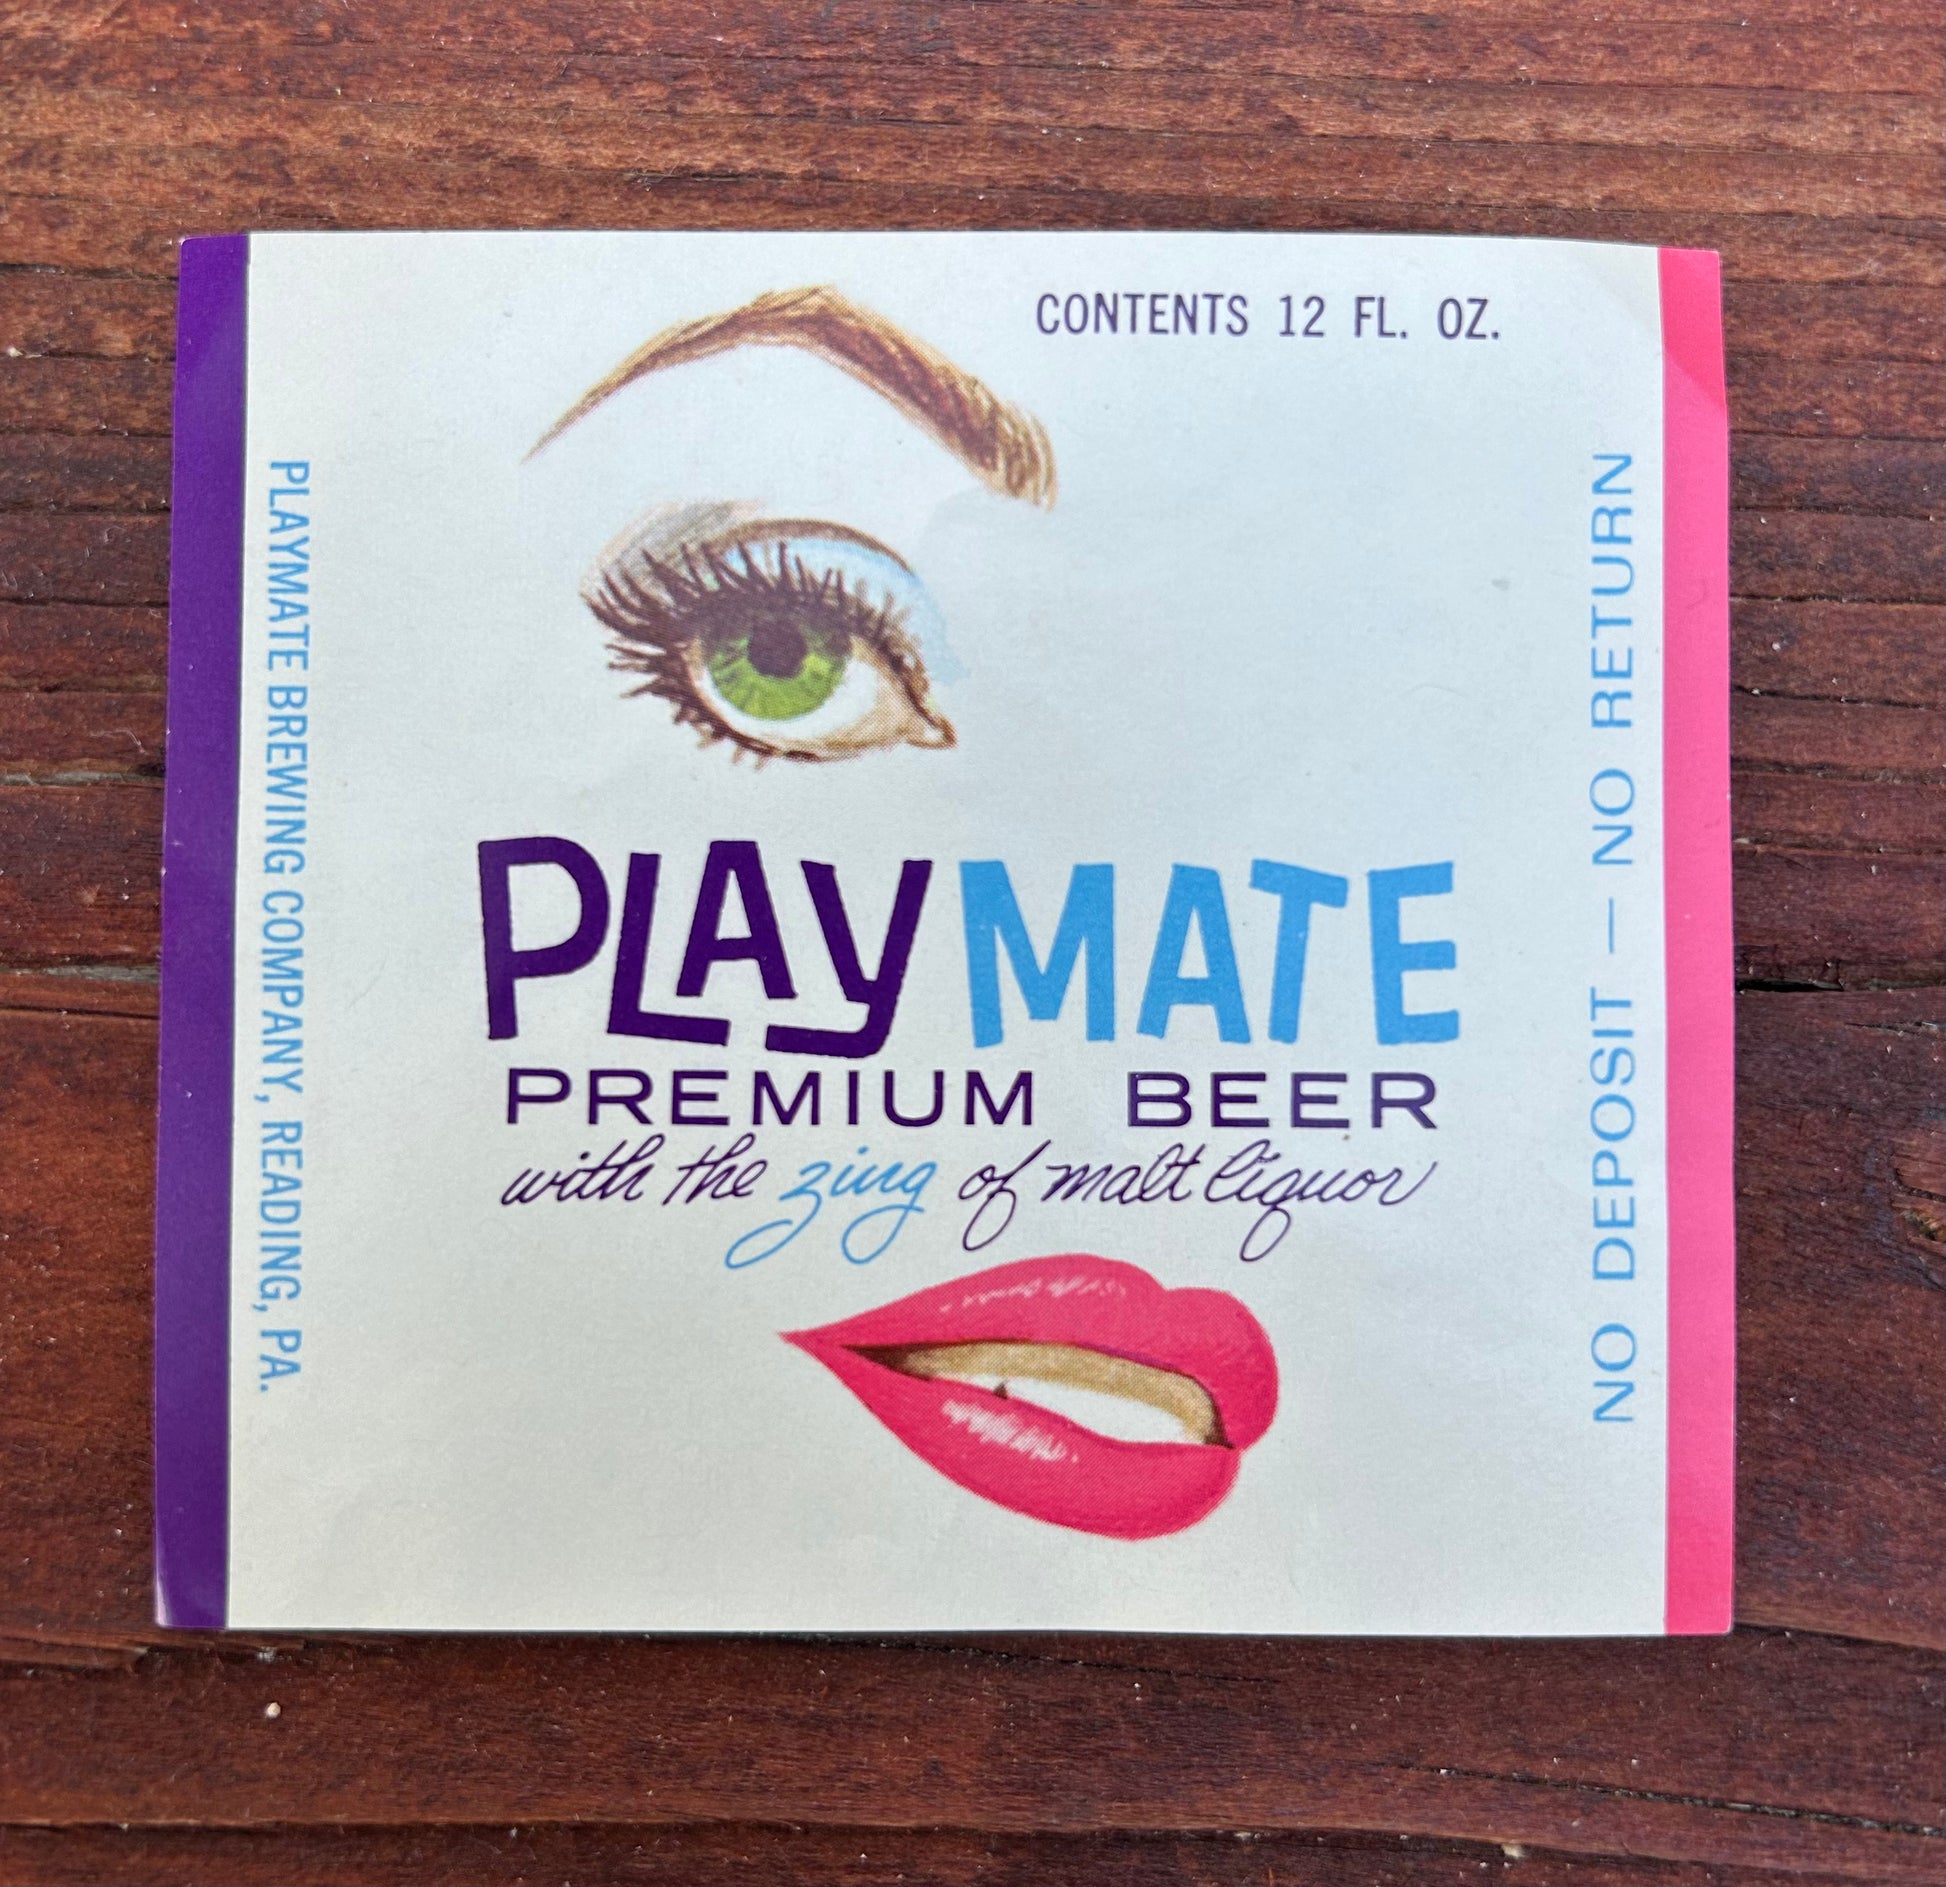 CONTENTS 12 FL. OZ.
PLAYMATE BREWING COMPANY, READING, PA.
PLAYMATE
PREMIUM BEER
with the zing of malt liquor
NO DEPOSIT — NO RETURN